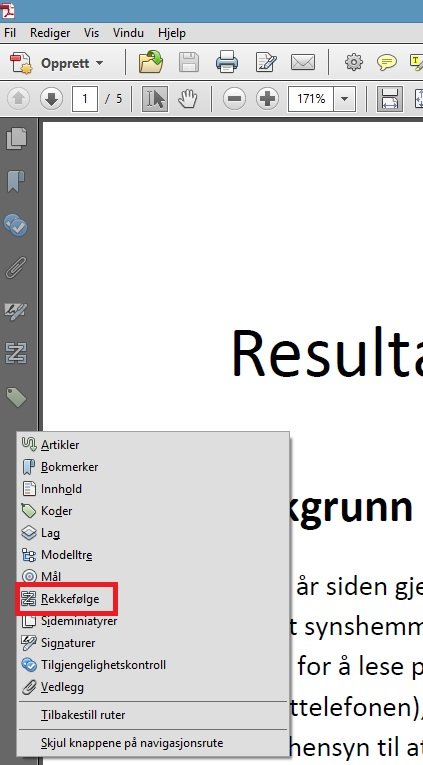 Fil Rediger Vis Vindu Hjelp
Opprett
1 / 5 171%
Resulta
kgrunn
år siden gje
t synshemm
for å lese p
ttelefonen),
hensyn til at
Artikler
Bokmerker
Innhold
Koder
Lag
Modelltre
Mål
Rekkefølge
Sideminiatyrer
Signaturer
Tilgjengelighetskontroll
Vedlegg
Tilbakestill ruter
Skjul knappene på navigasjonsrute